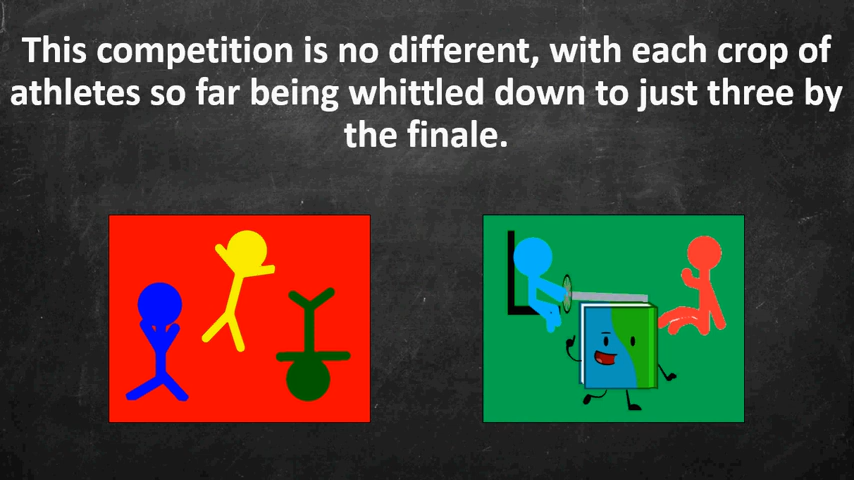 This competition is no different, with each crop of
athletes so far being whittled down to just three by
the finale.